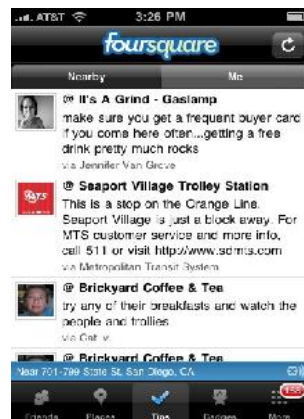 AT&T 3:26 PM
foursquare
Nearby Me
@ It's A Grind - Gaslamp
make sure you get a frequent buyer card
if you come here often...getting a free
drink pretty much rocks
via Jennifer Van Grove
MTS
@ Seaport Village Trolley Station
This is a stop on the Orange Line.
Seaport Village is just a block away. For
MTS customer service and more info,
call 511 or visit http://www.sdmts.com
via Metropolitan Transit System
@ Brickyard Coffee & Tea
try any of their breakfasts and watch the
people and trollies
via
@ Brickyard Coffee & Tea
Near 701-799 State St, San Diego, CA
158
Friends Places Tips Badges More